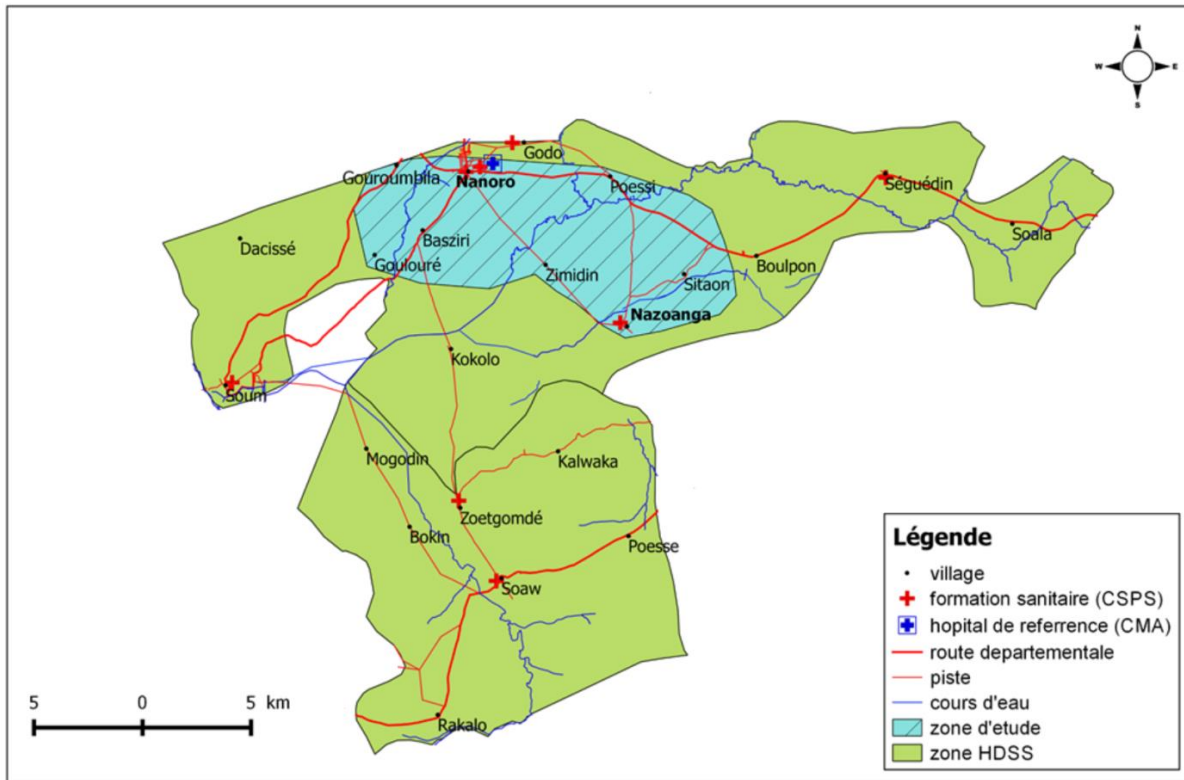 N
W E
S
Godo
Gouroumbila
Nanoro
Poessi
Séguédin
Dacissé
Basziri
Soala
Goulouré
Zimidin
Sitaon
Boulpon
Nazoanga
Kokolo
Soum
Mogodin
Kalwaka
Zoetgomdé
Bokin
Poesse
Soaw
Rakalo
5 0 5 km
Légende
village
formation sanitaire (CSPS)
hopital de referrence (CMA)
route departementale
piste
cours d'eau
zone d'etude
zone HDSS